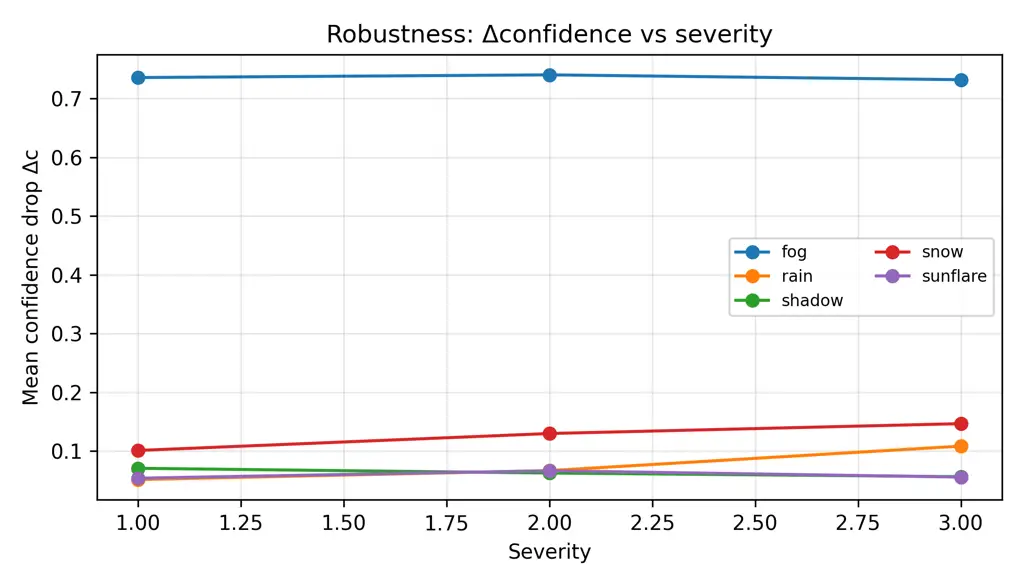 Robustness: Δconfidence vs severity
Mean confidence drop Δc
0.7
0.6
0.5
0.4
0.3
0.2
0.1
fog
rain
shadow
snow
sunflare
1.00 1.25 1.50 1.75 2.00 2.25 2.50 2.75 3.00
Severity